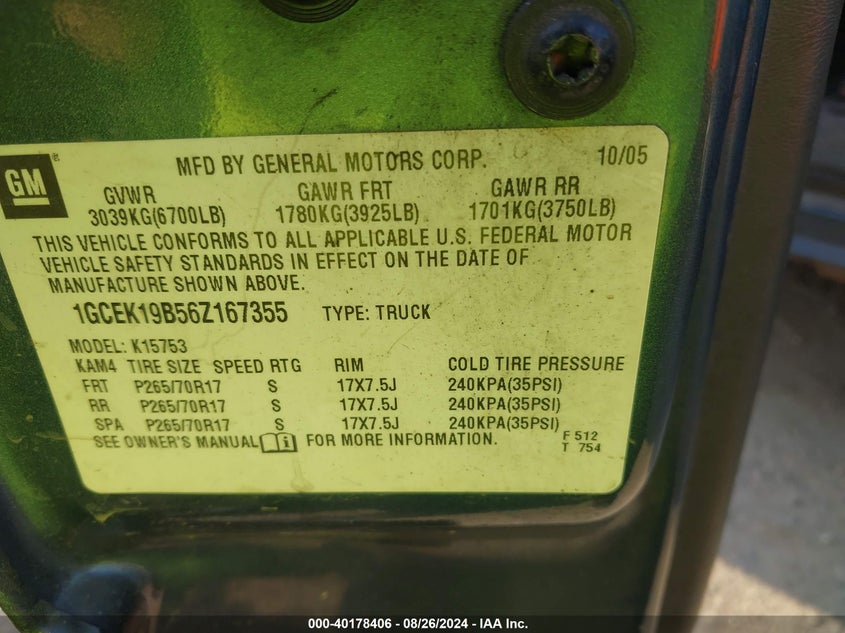 GM ®
MFD BY GENERAL MOTORS CORP. 10/05
GVWR GAWR FRT GAWR RR
3039KG(6700LB) 1780KG(3925LB) 1701KG(3750LB)
THIS VEHICLE CONFORMS TO ALL APPLICABLE U.S. FEDERAL MOTOR
VEHICLE SAFETY STANDARDS IN EFFECT ON THE DATE OF
MANUFACTURE SHOWN ABOVE.
1GCEK19B56Z167355 TYPE: TRUCK
MODEL: K15753
KAM4 TIRE SIZE SPEED RTG RIM COLD TIRE PRESSURE
FRT P265/70R17 S 17X7.5J 240KPA(35PSI)
RR P265/70R17 S 17X7.5J 240KPA(35PSI)
SPA P265/70R17 S 17X7.5J 240KPA(35PSI)
SEE OWNER'S MANUAL FOR MORE INFORMATION. F 512
T 754
000-40178406 - 08/26/2024 - IAA Inc.